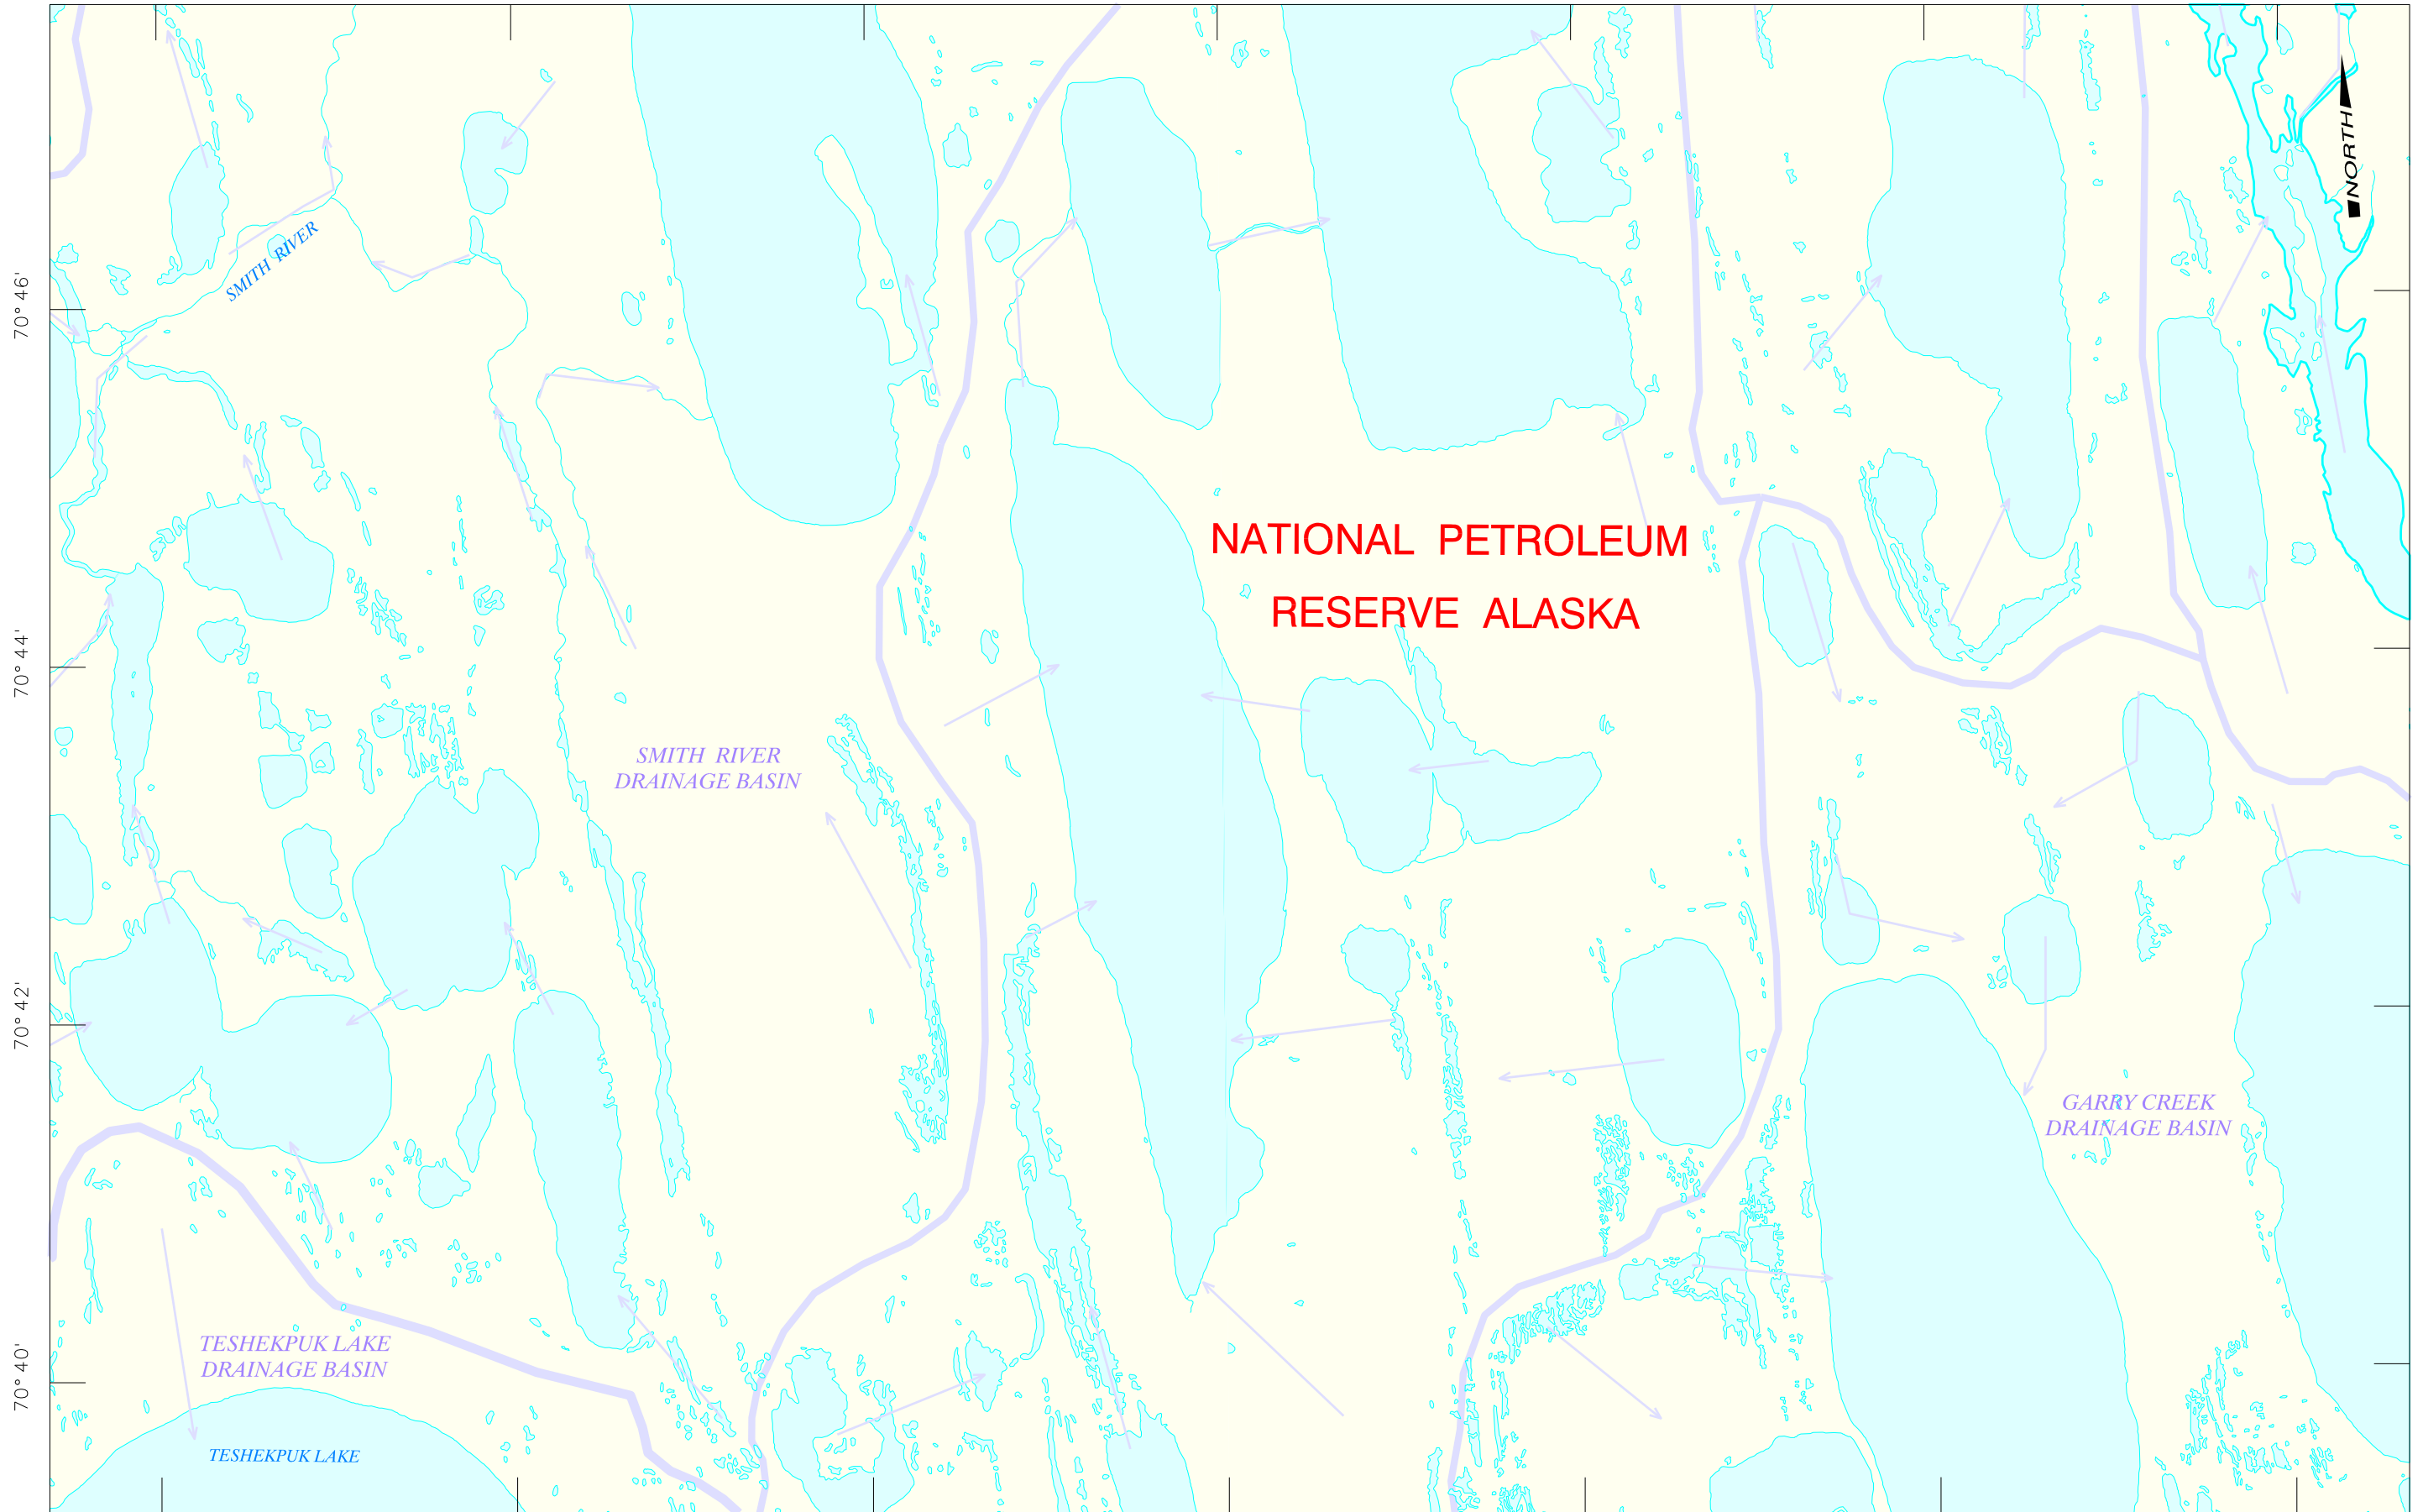 NORTH
SMITH RIVER
70° 46'
NATIONAL PETROLEUM
RESERVE ALASKA
70° 44'
SMITH RIVER
DRAINAGE BASIN
70° 42'
GARRY CREEK
DRAINAGE BASIN
TESHEKPUK LAKE
DRAINAGE BASIN
70° 40'
TESHEKPUK LAKE